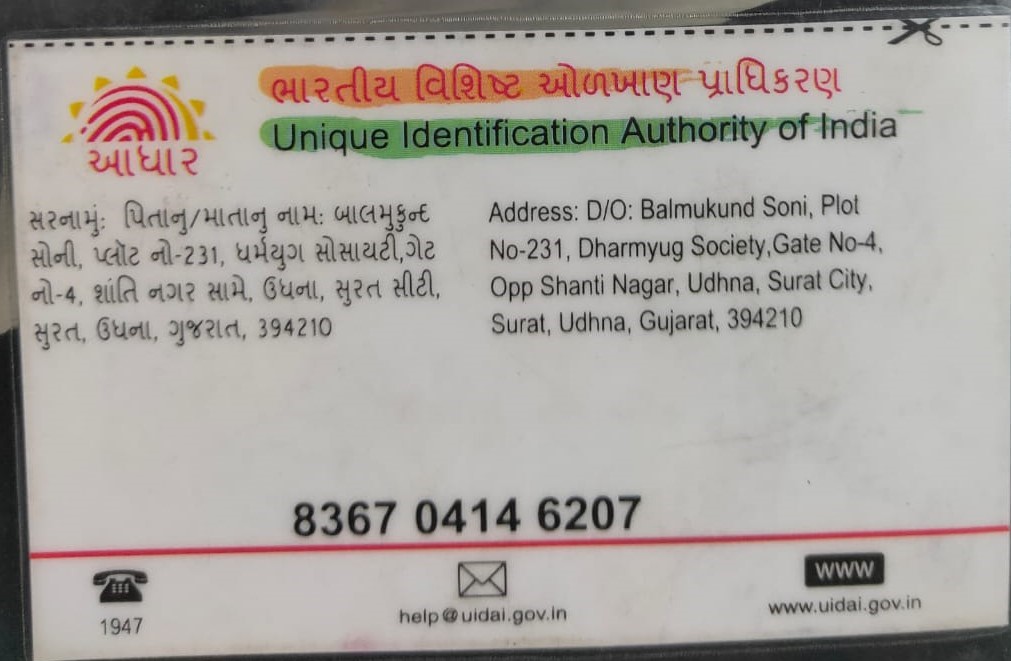 ભારતીય વિશિષ્ટ ઓળખાણ પ્રાધિકરણ
Unique Identification Authority of India
આધાર
સરનામું: પિતાનુ/માતાનુ નામ: બાલમુકુન્દ
સોની, પ્લૉટ નો-231, ધર્મયુગ સોસાયટી,ગેટ
નો-4, શાંતિ નગર સામે, ઉધના, સુરત સીટી,
સુરત, ઉધના, ગુજરાત, 394210
Address: D/O: Balmukund Soni, Plot
No-231, Dharmyug Society,Gate No-4,
Opp Shanti Nagar, Udhna, Surat City,
Surat, Udhna, Gujarat, 394210
8367 0414 6207
1947
help@uidai.gov.in
www
www.uidai.gov.in